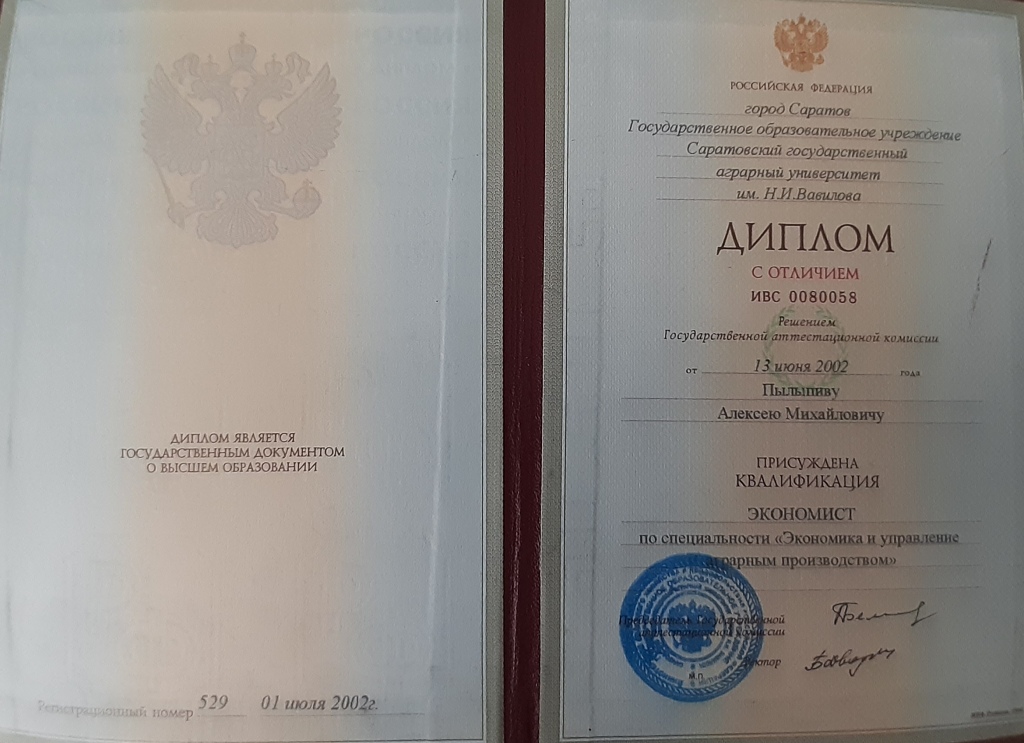 ДИПЛОМ ЯВЛЯЕТСЯ
ГОСУДАРСТВЕННЫМ ДОКУМЕНТОМ
О ВЫСШЕМ ОБРАЗОВАНИИ
Регистрационный номер 529 01 июля 2002г.
РОССИЙСКАЯ ФЕДЕРАЦИЯ
город Саратов
Государственное образовательное учреждение
Саратовский государственный
аграрный университет
им. Н.И.Вавилова
ДИПЛОМ
С ОТЛИЧИЕМ
ИВС 0080058
Решением
Государственной аттестационной комиссии
от 13 июня 2002 года
Пылыпиву
Алексею Михайловичу
ПРИСУЖДЕНА
КВАЛИФИКАЦИЯ
ЭКОНОМИСТ
по специальности «Экономика и управление
аграрным производством»
Председатель Государственной
аттестационной комиссии
Ректор
М.П.